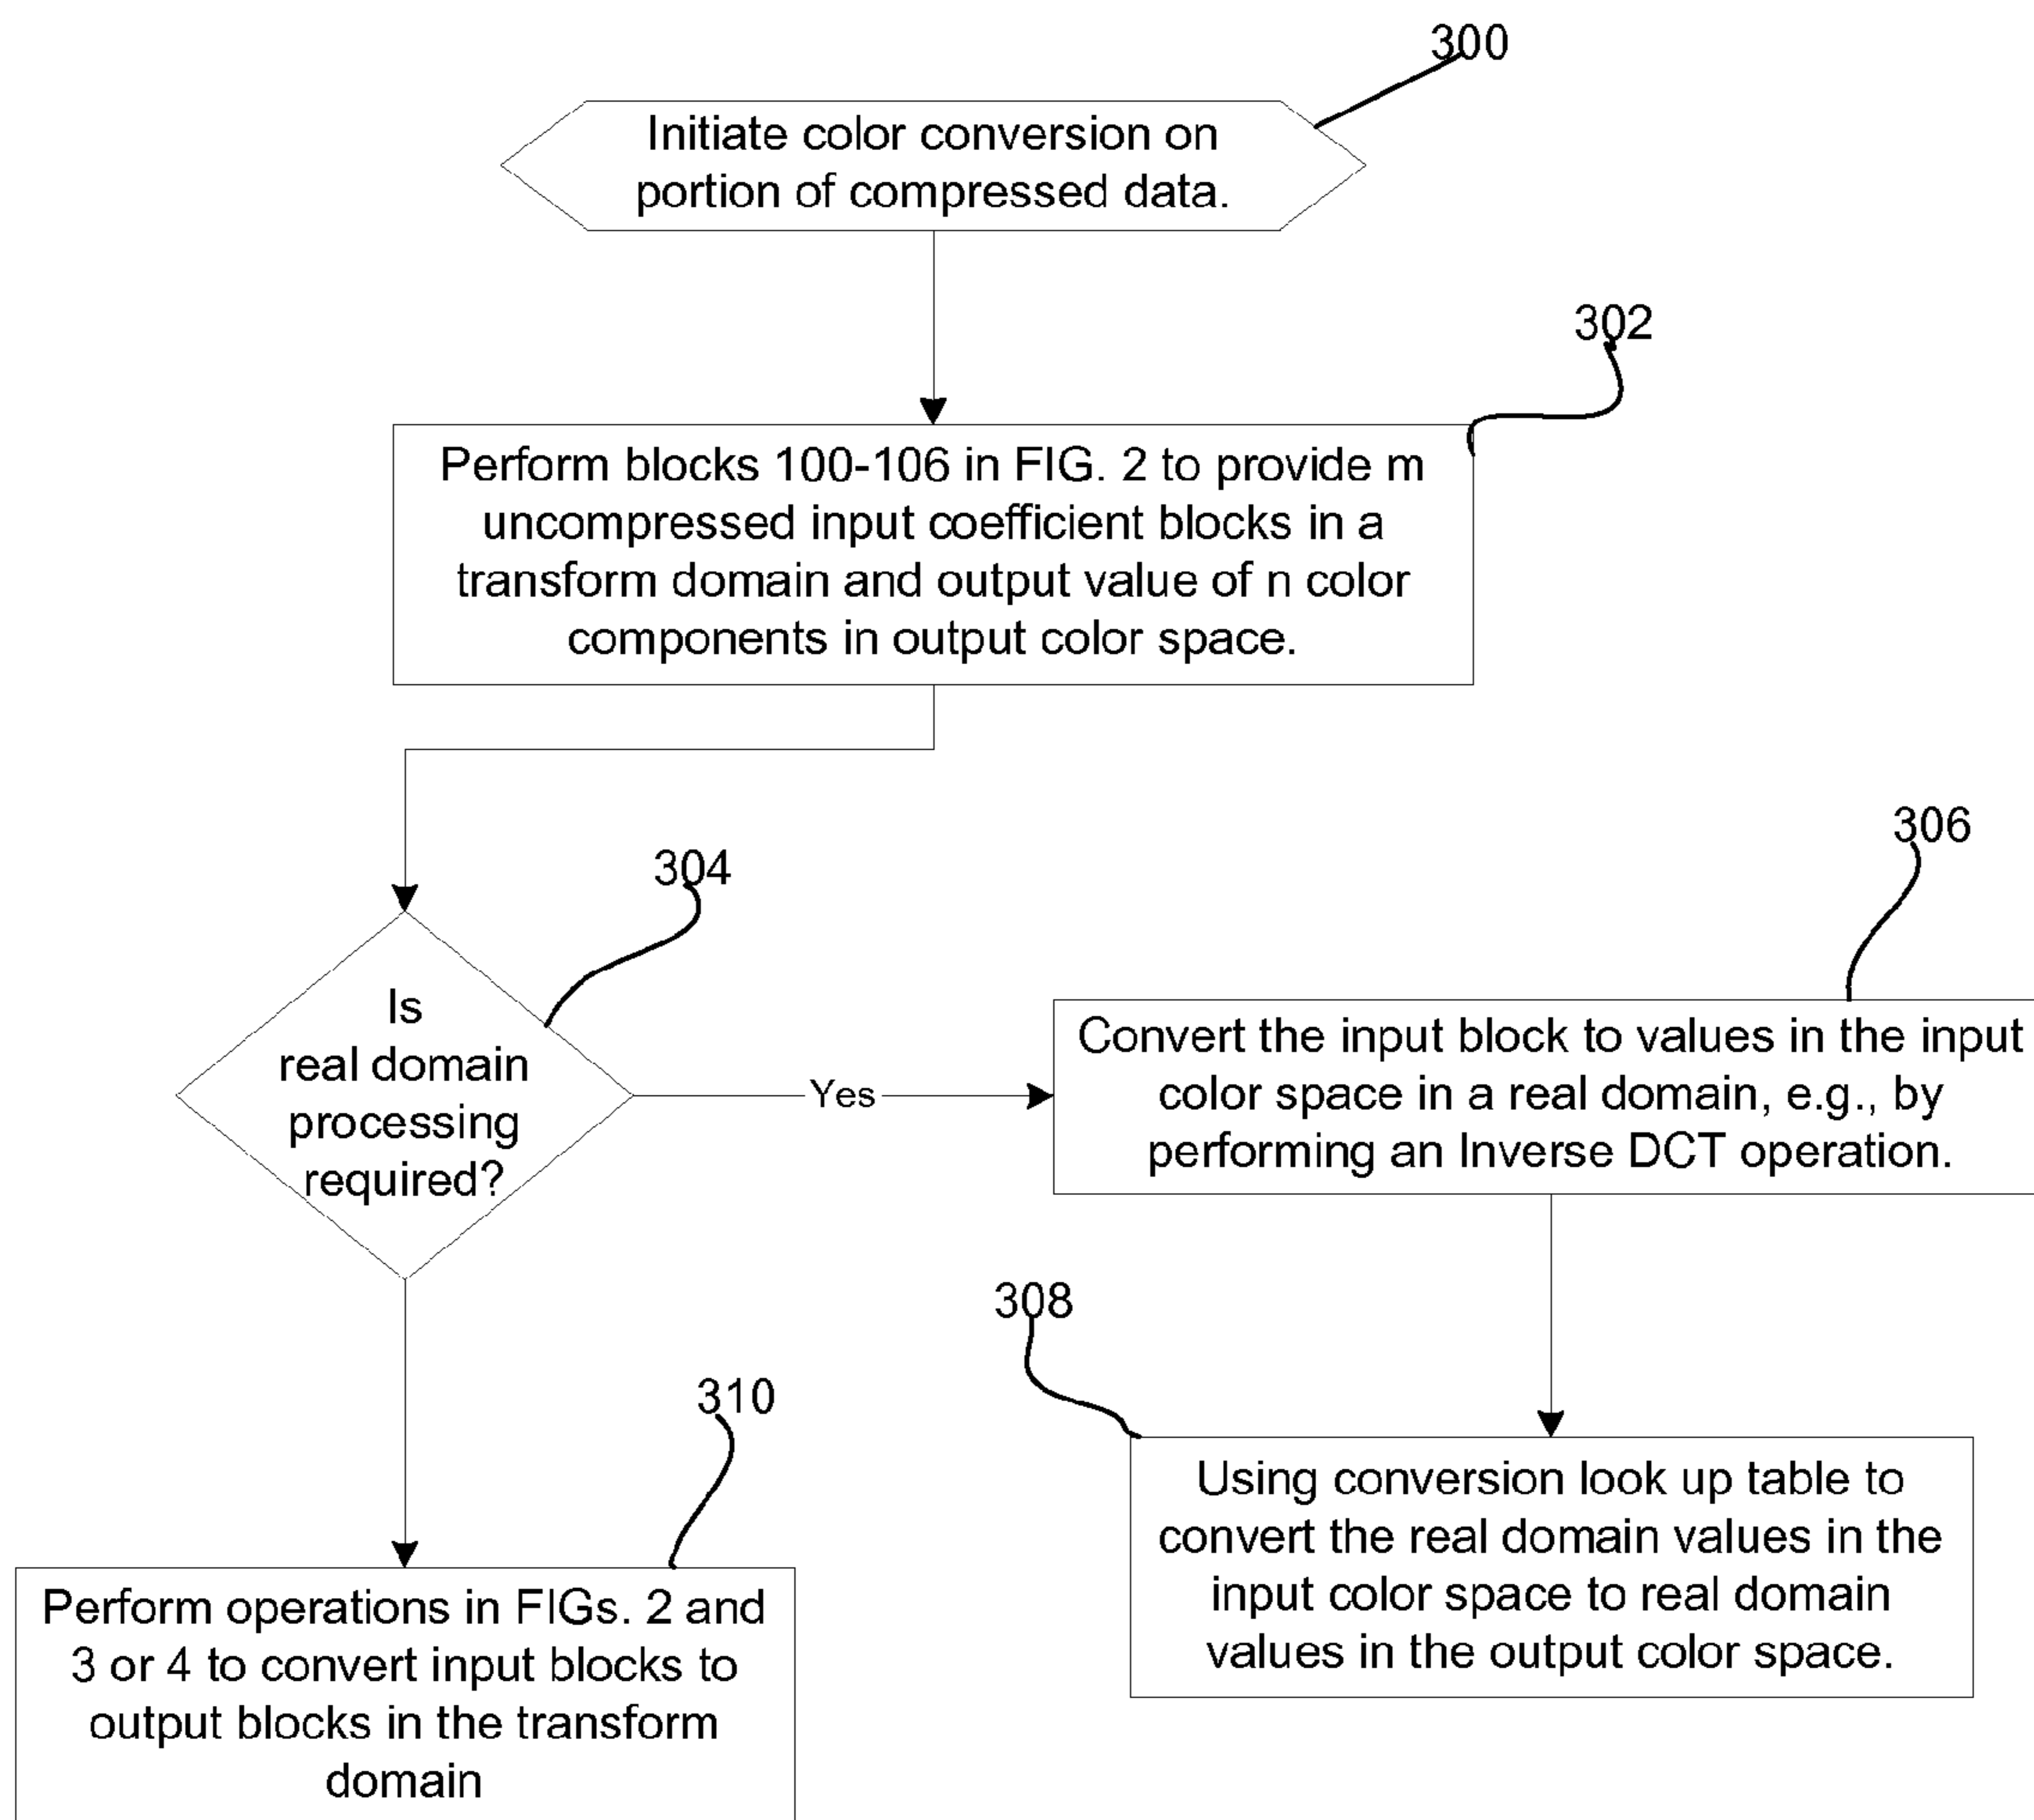 300
Initiate color conversion on
portion of compressed data.
302
Perform blocks 100-106 in FIG. 2 to provide m
uncompressed input coefficient blocks in a
transform domain and output value of n color
components in output color space.
304
Is
real domain
processing
required?
Yes
306
Convert the input block to values in the input
color space in a real domain, e.g., by
performing an Inverse DCT operation.
308
Using conversion look up table to
convert the real domain values in the
input color space to real domain
values in the output color space.
310
Perform operations in FIGs. 2 and
3 or 4 to convert input blocks to
output blocks in the transform
domain